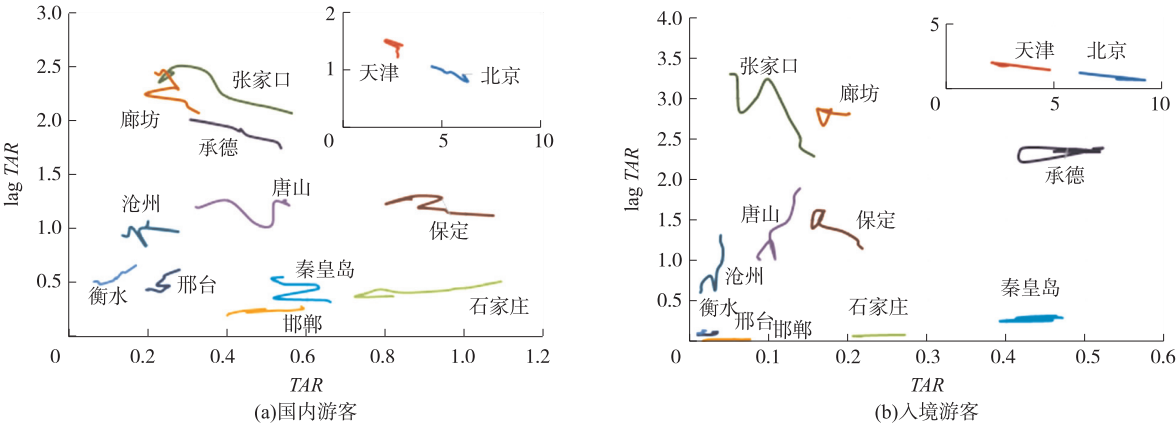 3.0
2.5
2.0
1.5
1.0
0.5
0
0.2
0.4
0.6
0.8
1.0
1.2
lag TAR
TAR
张家口
廊坊
承德
沧州
唐山
保定
衡水
邢台
秦皇岛
邯郸
石家庄
2
1
0
5
10
天津
北京
(a)国内游客
4.0
3.5
3.0
2.5
2.0
1.5
1.0
0.5
0
0.1
0.2
0.3
0.4
0.5
0.6
lag TAR
TAR
张家口
廊坊
承德
唐山
保定
沧州
衡水
邢台
邯郸
石家庄
秦皇岛
5
0
5
10
天津
北京
(b)入境游客